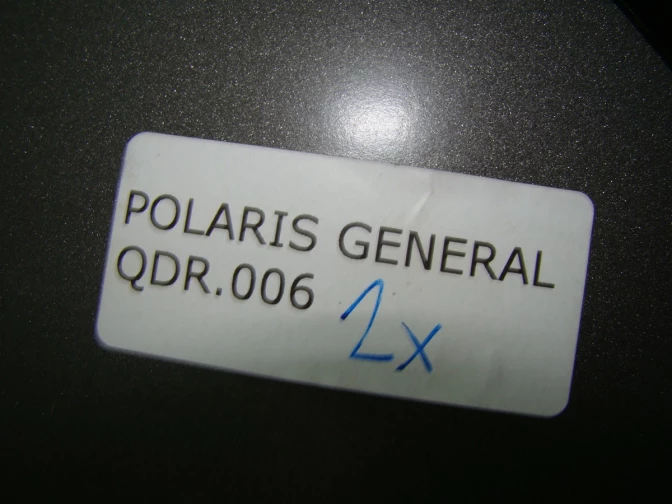 POLARIS GENERAL
QDR.006 2x